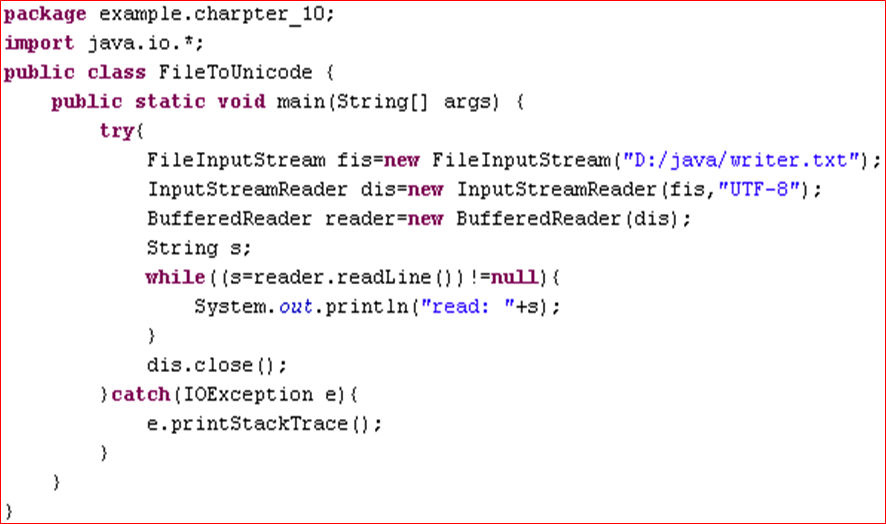 package example.charpter_10;
import java.io.*;
public class FileToUnicode {
    public static void main(String[] args) {
        try{
            FileInputStream fis=new FileInputStream("D:/java/writer.txt");
            InputStreamReader dis=new InputStreamReader(fis,"UTF-8");
            BufferedReader reader=new BufferedReader(dis);
            String s;
            while((s=reader.readLine())!=null){
                System.out.println("read: "+s);
            }
            dis.close();
        }catch(IOException e){
            e.printStackTrace();
        }
    }
}